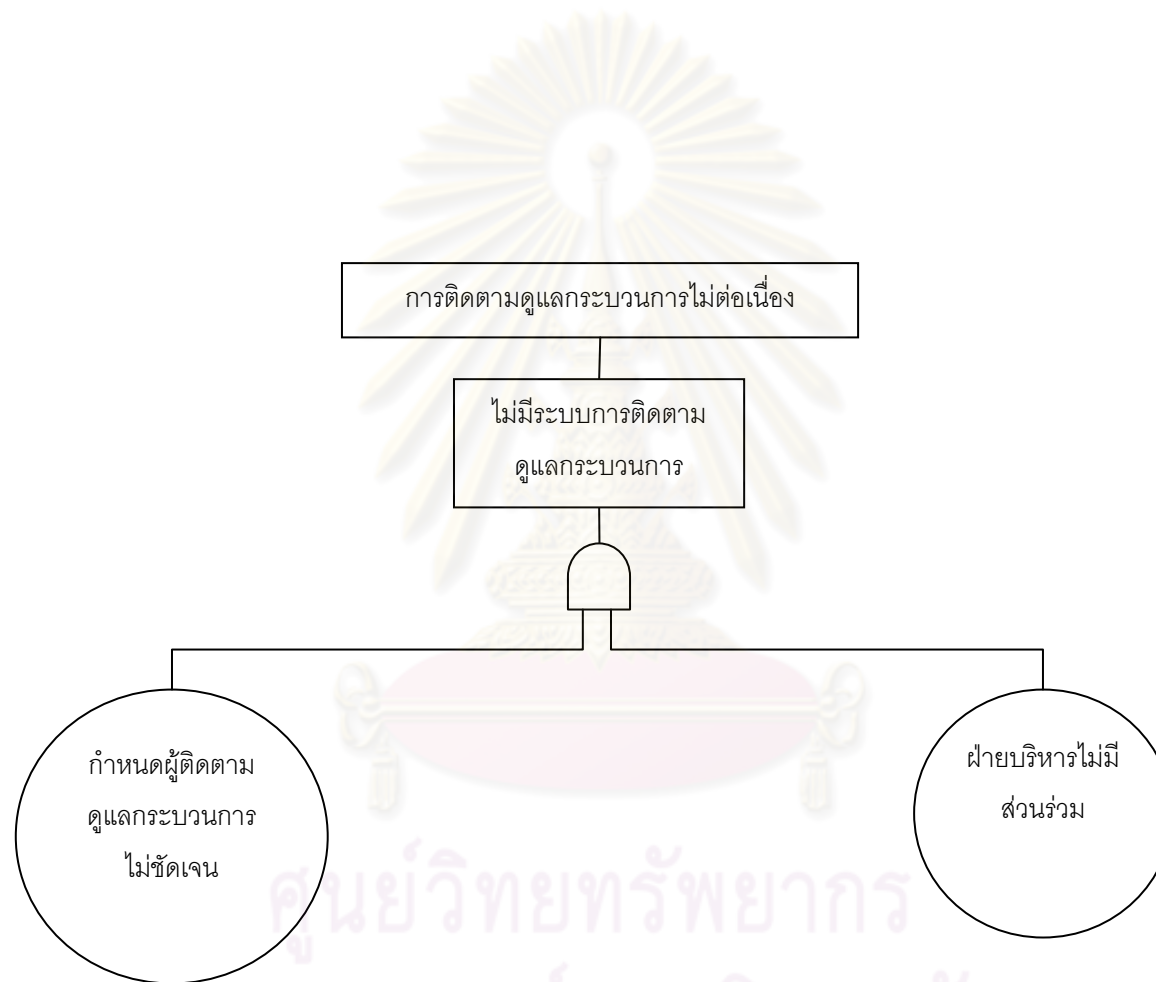 การติดตามดูแลกระบวนการไม่ต่อเนื่อง
ไม่มีระบบการติดตาม
ดูแลกระบวนการ
กำหนดผู้ติดตาม
ดูแลกระบวนการ
ไม่ชัดเจน
ฝ่ายบริหารไม่มี
ส่วนร่วม
ศูนย์วิทยทรัพยากร